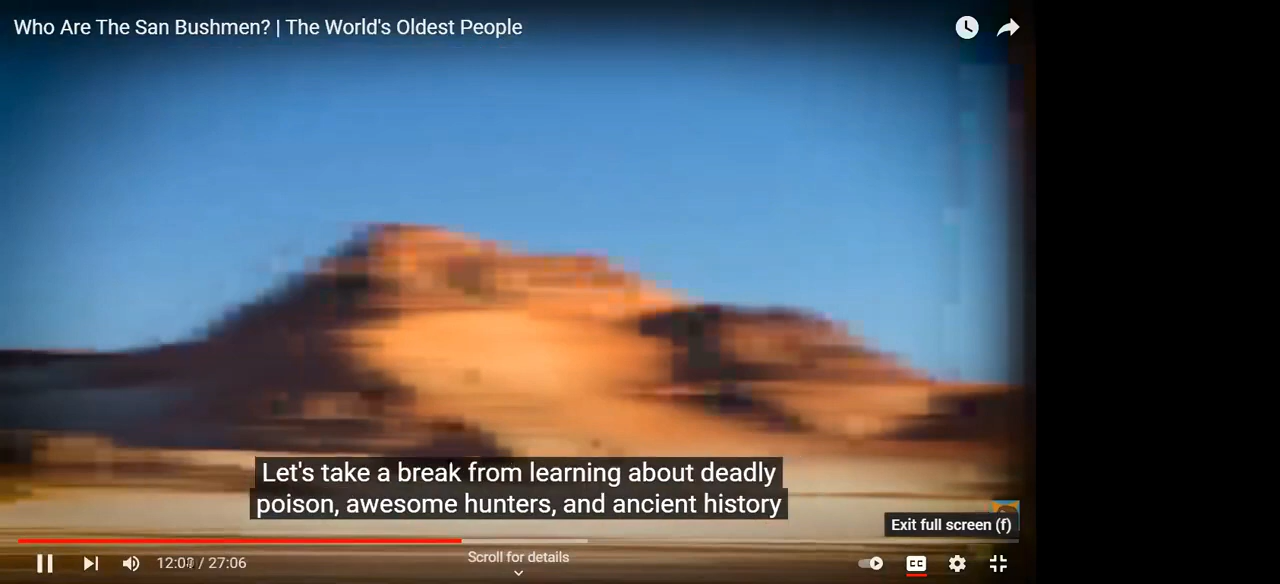 Who Are The San Bushmen? | The World's Oldest People
Let's take a break from learning about deadly
poison, awesome hunters, and ancient history
Exit full screen (f)
/ 27:06
Scroll for details
CC